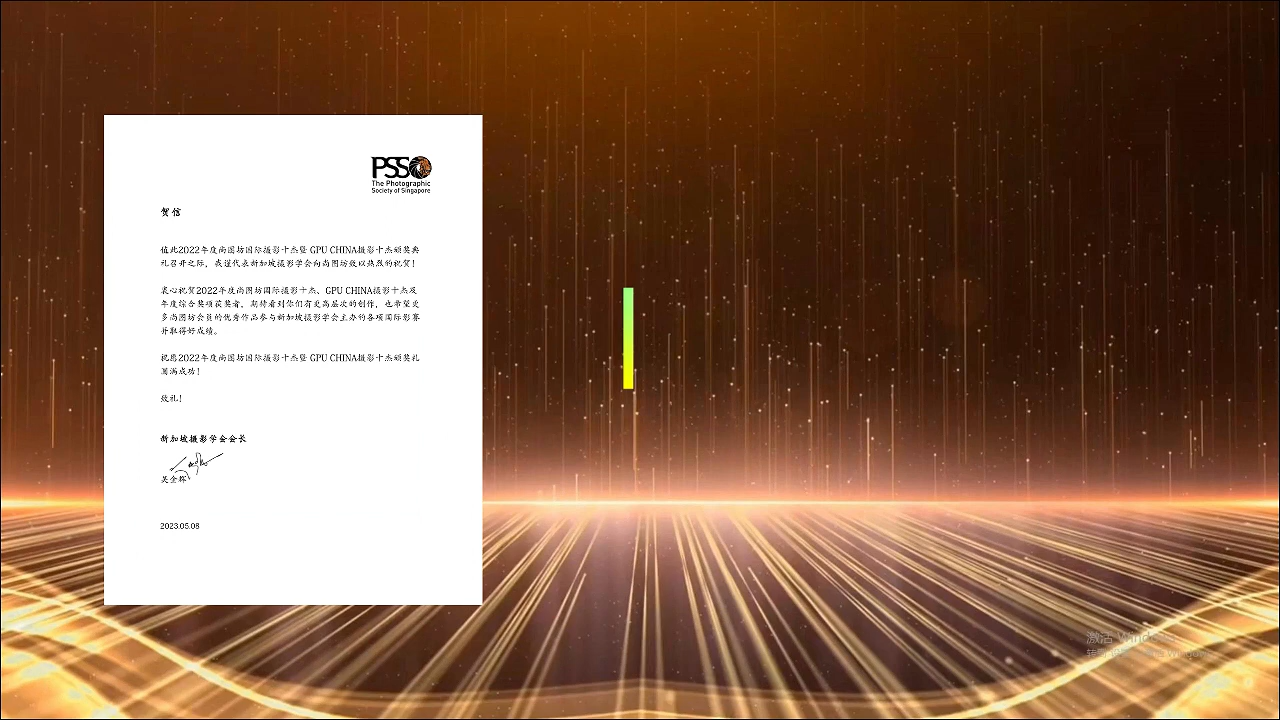 PSS
The Photographic
Society of Singapore
贺信
值此2022年度尚图坊国际摄影十杰暨 GPU CHINA摄影十杰颁奖典
礼召开之际，我谨代表新加坡摄影学会向尚图坊致以热烈的祝贺！
衷心祝贺2022年度尚图坊国际摄影十杰、GPU CHINA摄影十杰及
年度综合奖项获奖者，期待看到你们有更高层次的创作，也希望更
多尚图坊会员的优秀作品参与新加坡摄影学会主办的各项国际影赛
并取得好成绩。
祝愿2022年度尚图坊国际摄影十杰暨 GPU CHINA摄影十杰颁奖礼
圆满成功！
致礼！
新加坡摄影学会会长
吴金辉
2023.05.08
激活 Windows